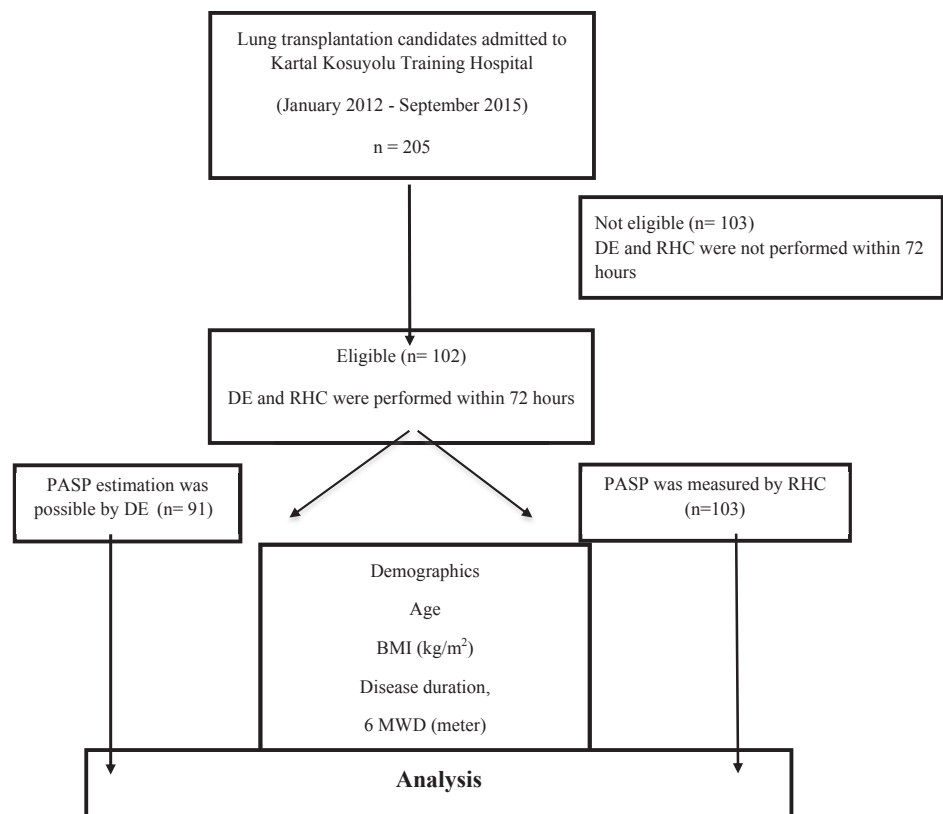 Lung transplantation candidates admitted to
Kartal Kosuyolu Training Hospital
(January 2012 - September 2015)
n = 205
Not eligible (n= 103)
DE and RHC were not performed within 72
hours
Eligible (n= 102)
DE and RHC were performed within 72 hours
PASP estimation was
possible by DE (n= 91)
PASP was measured by RHC
(n=103)
Demographics
Age
BMI (kg/m²)
Disease duration,
6 MWD (meter)
Analysis